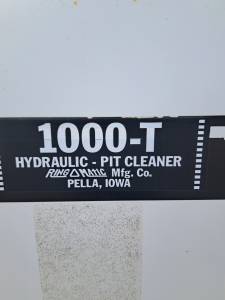 1000-T
HYDRAULIC - PIT CLEANER
RING O MATIC Mfg. Co.
PELLA, IOWA